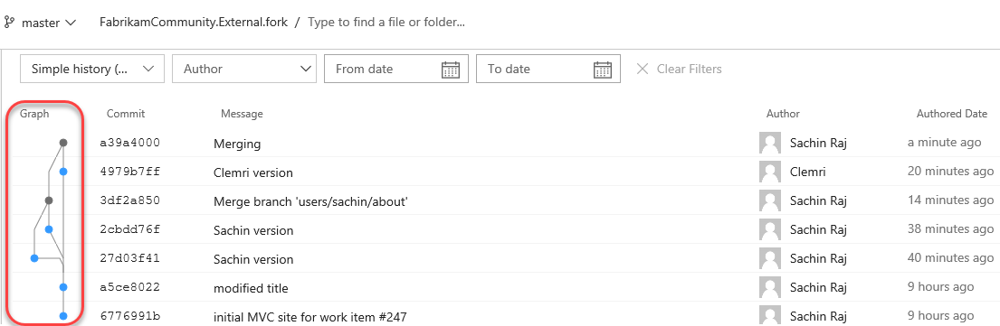 master FabrikamCommunity.External.fork / Type to find a file or folder...
Simple history (... Author From date To date Clear Filters
Graph Commit Message Author Authored Date
a39a4000 Merging Sachin Raj a minute ago
4979b7ff Clemri version Clemri 20 minutes ago
3df2a850 Merge branch 'users/sachin/about' Sachin Raj 14 minutes ago
2cbdd76f Sachin version Sachin Raj 38 minutes ago
27d03f41 Sachin version Sachin Raj 40 minutes ago
a5ce8022 modified title Sachin Raj 9 hours ago
6776991b initial MVC site for work item #247 Sachin Raj 9 hours ago